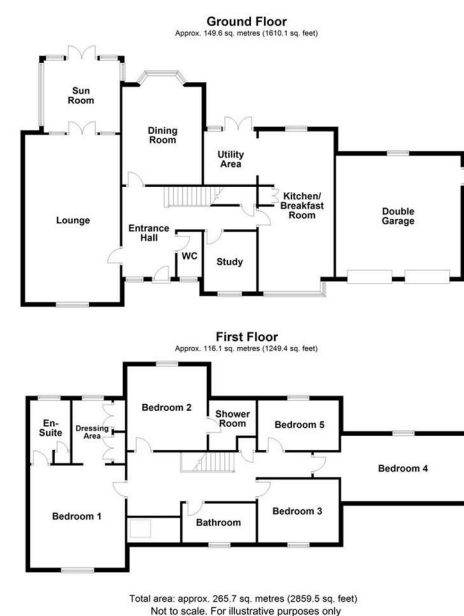 Ground Floor
Approx. 149.6 sq. metres (1610.1 sq. feet)
Sun
Room
Dining
Room
Utility
Area
Lounge
Kitchen/
Breakfast
Room
Double
Garage
Entrance
Hall
WC
Study
First Floor
Approx. 116.1 sq. metres (1249.4 sq. feet)
En-
Suite
Dressing
Area
Bedroom 2
Shower
Room
Bedroom 5
Bedroom 4
Bedroom 1
Bathroom
Bedroom 3
Total area: approx. 265.7 sq. metres (2859.5 sq. feet)
Not to scale. For illustrative purposes only